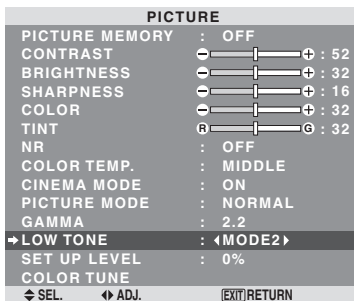 PICTURE
PICTURE MEMORY : OFF
CONTRAST : 52
BRIGHTNESS : 32
SHARPNESS : 16
COLOR : 32
TINT R G : 32
NR : OFF
COLOR TEMP. : MIDDLE
CINEMA MODE : ON
PICTURE MODE : NORMAL
GAMMA : 2.2
LOW TONE : MODE2
SET UP LEVEL : 0%
COLOR TUNE
SEL. ADJ. EXIT RETURN